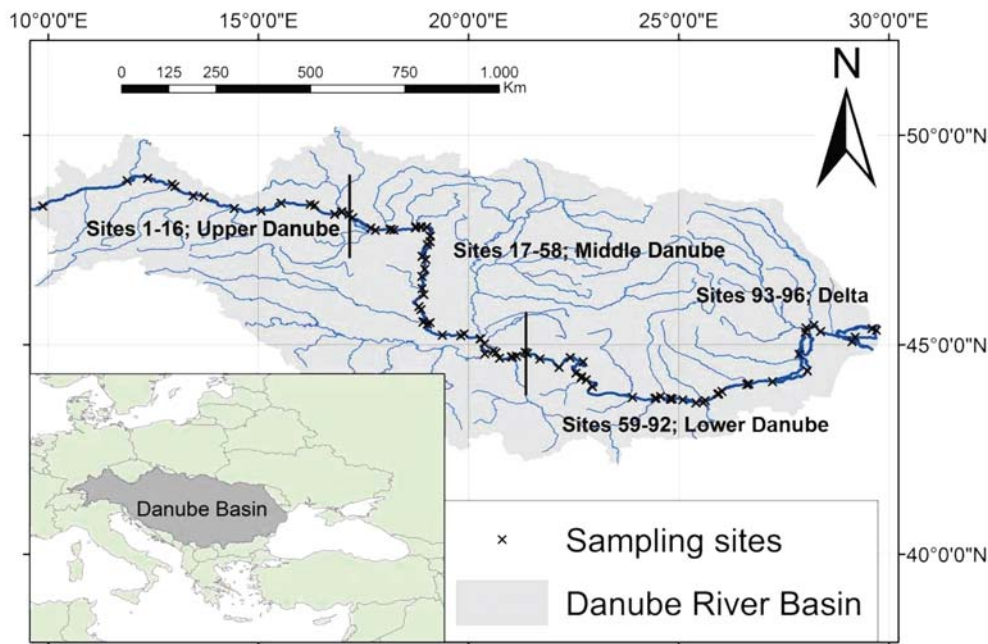 10°0'0"E 15°0'0"E 20°0'0"E 25°0'0"E 30°0'0"E
0 125 250 500 750 1.000
Km
N
50°0'0"N
Sites 1-16; Upper Danube
Sites 17-58; Middle Danube
Sites 93-96; Delta
45°0'0"N
Sites 59-92; Lower Danube
Danube Basin
Sampling sites
40°0'0"N
Danube River Basin